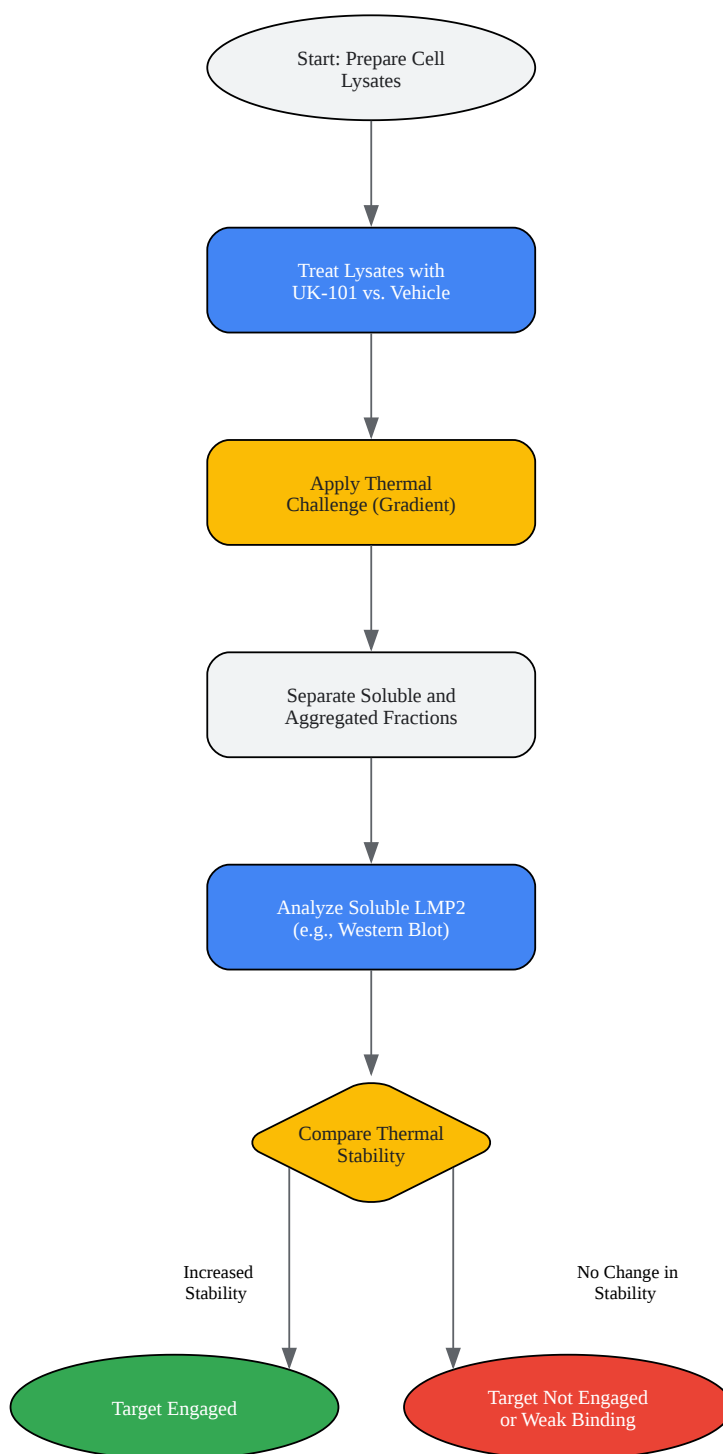 Start: Prepare Cell
Lysates
Treat Lysates with
UK-101 vs. Vehicle
Apply Thermal
Challenge (Gradient)
Separate Soluble and
Aggregated Fractions
Analyze Soluble LMP2
(e.g., Western Blot)
Compare Thermal
Stability
Increased
Stability
No Change in
Stability
Target Engaged
Target Not Engaged
or Weak Binding